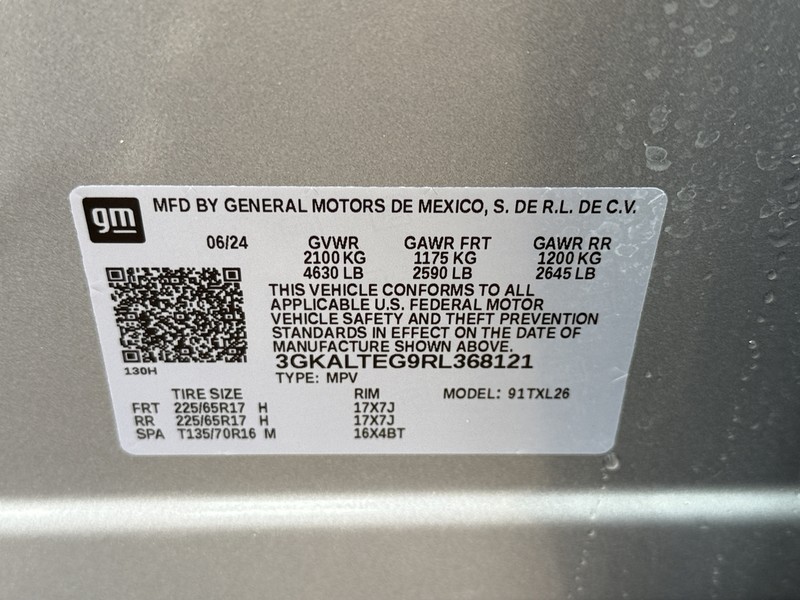 gm MFD BY GENERAL MOTORS DE MEXICO, S. DE R.L. DE C.V.
06/24 GVWR GAWR FRT GAWR RR
2100 KG 1175 KG 1200 KG
4630 LB 2590 LB 2645 LB
THIS VEHICLE CONFORMS TO ALL
APPLICABLE U.S. FEDERAL MOTOR
VEHICLE SAFETY AND THEFT PREVENTION
STANDARDS IN EFFECT ON THE DATE OF
MANUFACTURE SHOWN ABOVE.
3GKALTEG9RL368121
130H
TYPE: MPV
TIRE SIZE RIM MODEL: 91TXL26
FRT 225/65R17 H 17X7J
RR 225/65R17 H 17X7J
SPA T135/70R16 M 16X4BT